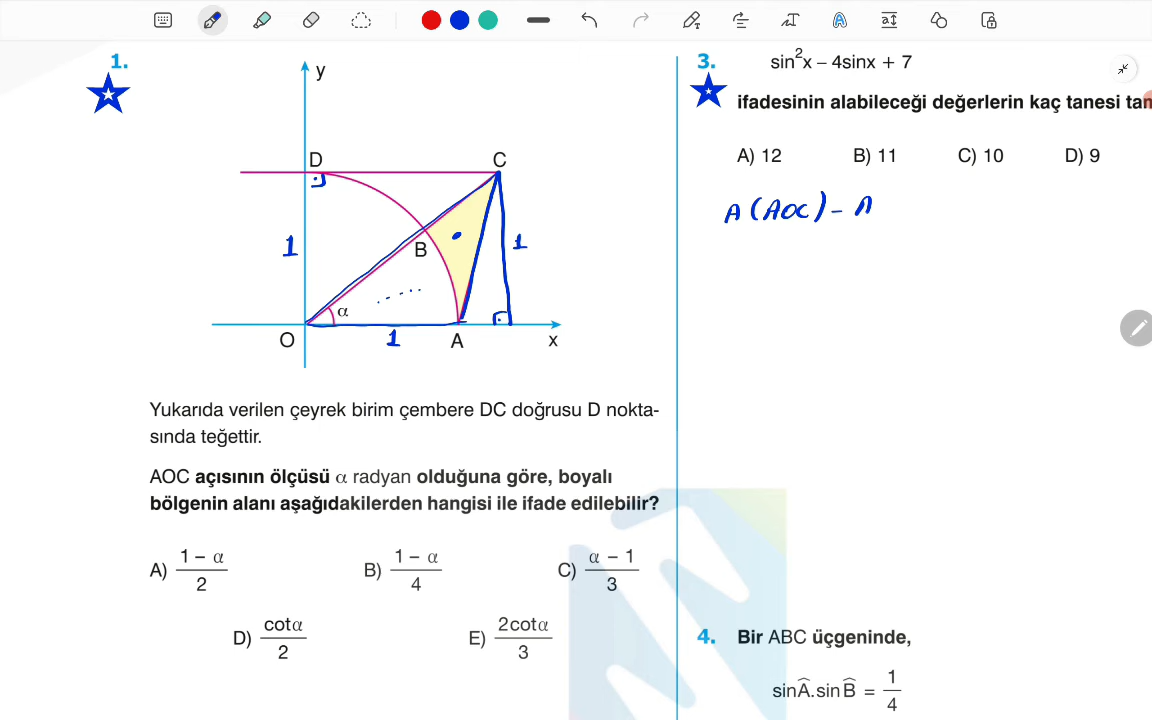 1.
y
D
C
1
B
1
α
O
1
A
x
Yukarıda verilen çeyrek birim çembere DC doğrusu D nokta-
sında teğettir.
AOC açısının ölçüsü α radyan olduğuna göre, boyalı
bölgenin alanı aşağıdakilerden hangisi ile ifade edilebilir?
A) 1 – α / 2
B) 1 – α / 4
C) α – 1 / 3
D) cotα / 2
E) 2cotα / 3
3. sin²x – 4sinx + 7
ifadesinin alabileceği değerlerin kaç tanesi
A) 12 B) 11 C) 10 D) 9
A (AOC) - A
4. Bir ABC üçgeninde,
sinÂ.sinB̂ = 1/4